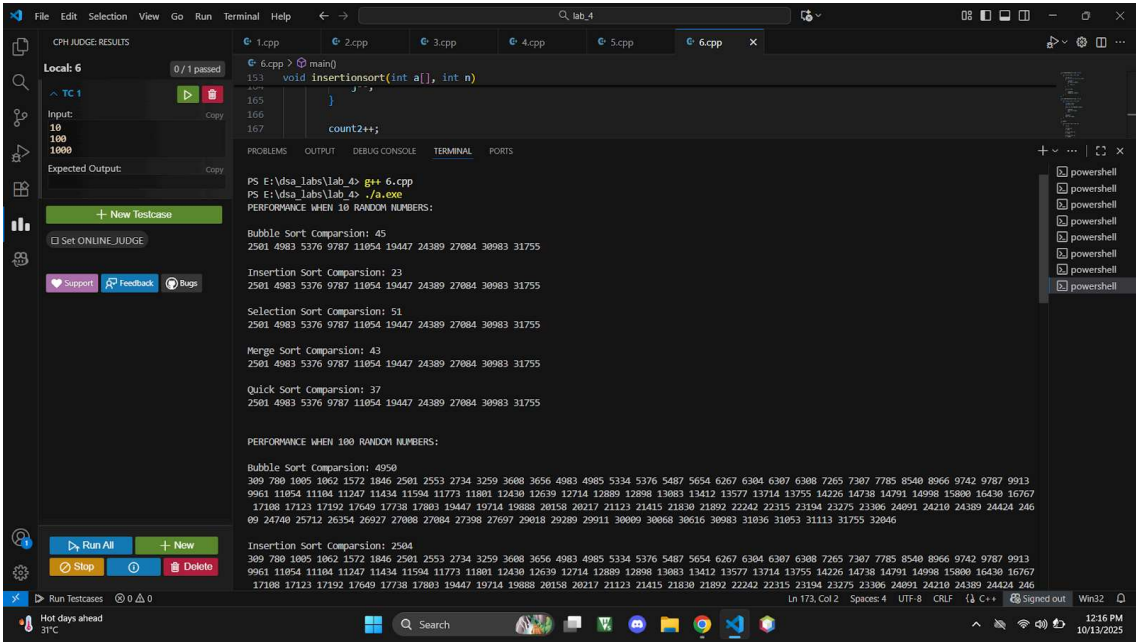 File Edit Selection View Go Run Terminal Help
lab_4
CPH JUDGE: RESULTS
Local: 6
0 / 1 passed
TC 1
Input:
Copy
10
100
1000
Expected Output:
Copy
+ New Testcase
Set ONLINE_JUDGE
Support
Feedback
Bugs
Run All
+ New
Stop
Delete
1.cpp 2.cpp 3.cpp 4.cpp 5.cpp 6.cpp
6.cpp > main()
153 void insertionsort(int a[], int n)
165 }
166
167 count2++;
PROBLEMS OUTPUT DEBUG CONSOLE TERMINAL PORTS
PS E:\dsa_labs\lab_4> g++ 6.cpp
PS E:\dsa_labs\lab_4> ./a.exe
PERFORMANCE WHEN 10 RANDOM NUMBERS:
Bubble Sort Comparsion: 45
2501 4983 5376 9787 11054 19447 24389 27084 30983 31755
Insertion Sort Comparsion: 23
2501 4983 5376 9787 11054 19447 24389 27084 30983 31755
Selection Sort Comparsion: 51
2501 4983 5376 9787 11054 19447 24389 27084 30983 31755
Merge Sort Comparsion: 43
2501 4983 5376 9787 11054 19447 24389 27084 30983 31755
Quick Sort Comparsion: 37
2501 4983 5376 9787 11054 19447 24389 27084 30983 31755
PERFORMANCE WHEN 100 RANDOM NUMBERS:
Bubble Sort Comparsion: 4950
309 780 1005 1062 1572 1846 2501 2553 2734 3259 3608 3656 4983 4985 5334 5376 5487 5654 6267 6304 6307 6308 7265 7307 7785 8540 8966 9742 9787 9913
9961 11054 11104 11247 11434 11594 11773 11801 12430 12639 12714 12889 12898 13083 13412 13577 13714 13755 14226 14738 14791 14998 15800 16430 16767
17108 17123 17192 17649 17738 17803 19447 19714 19888 20158 20217 21123 21415 21830 21892 22242 22315 23194 23275 23306 24091 24210 24389 24424 246
09 24740 25712 26354 26927 27008 27084 27398 27697 29018 29289 29911 30009 30068 30616 30983 31036 31053 31113 31755 32046
Insertion Sort Comparsion: 2504
309 780 1005 1062 1572 1846 2501 2553 2734 3259 3608 3656 4983 4985 5334 5376 5487 5654 6267 6304 6307 6308 7265 7307 7785 8540 8966 9742 9787 9913
9961 11054 11104 11247 11434 11594 11773 11801 12430 12639 12714 12889 12898 13083 13412 13577 13714 13755 14226 14738 14791 14998 15800 16430 16767
17108 17123 17192 17649 17738 17803 19447 19714 19888 20158 20217 21123 21415 21830 21892 22242 22315 23194 23275 23306 24091 24210 24389 24424 246
powershell
powershell
powershell
powershell
powershell
powershell
powershell
powershell
Run Testcases 0 0
Ln 173, Col 2 Spaces: 4 UTF-8 CRLF C++ Signed out Win32
Hot days ahead
31°C
Search
12:16 PM
10/13/2025